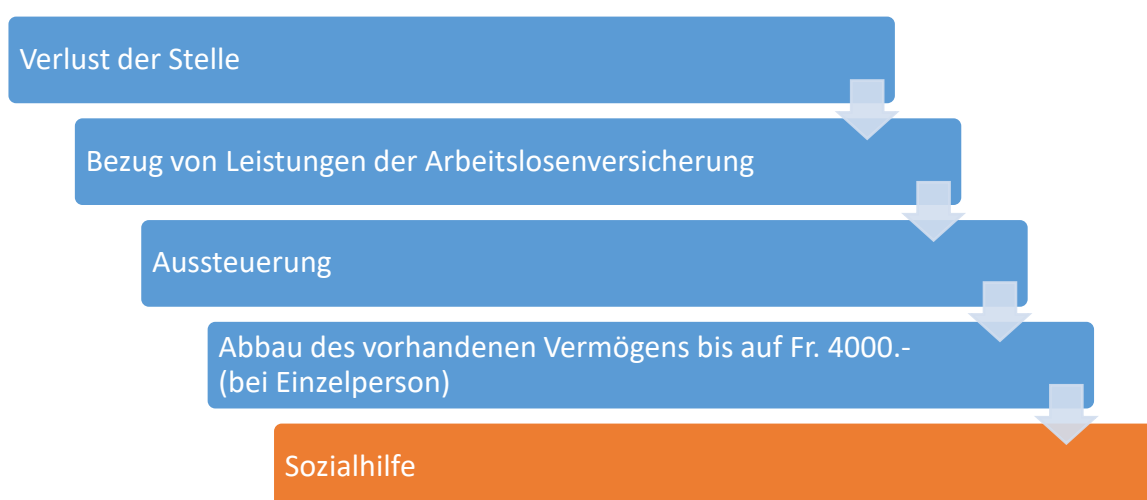 Verlust der Stelle
Bezug von Leistungen der Arbeitslosenversicherung
Aussteuerung
Abbau des vorhandenen Vermögens bis auf Fr. 4000.-
(bei Einzelperson)
Sozialhilfe